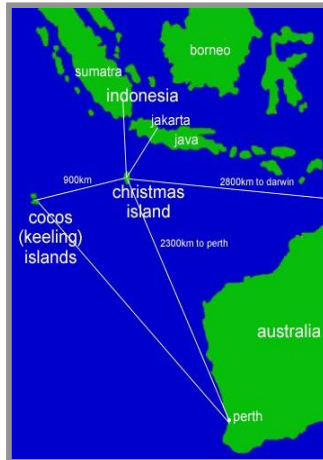 borneo
sumatra
indonesia
jakarta
java
900km
christmas
island
2800km to darwin
cocos
(keeling)
islands
2300km to perth
australia
perth